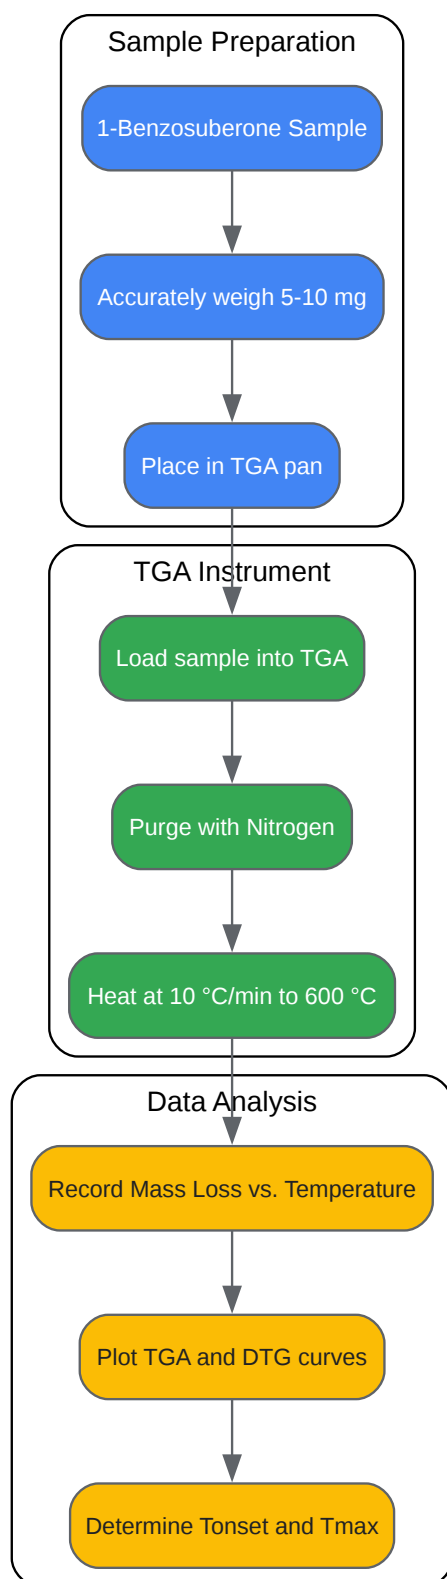 Sample Preparation
1-Benzosuberone Sample
Accurately weigh 5-10 mg
Place in TGA pan
TGA Instrument
Load sample into TGA
Purge with Nitrogen
Heat at 10 °C/min to 600 °C
Data Analysis
Record Mass Loss vs. Temperature
Plot TGA and DTG curves
Determine Tonset and Tmax